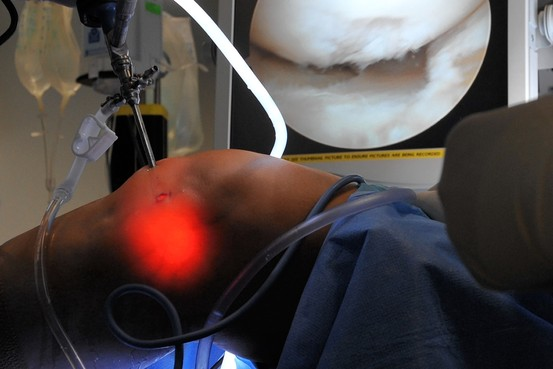 THUMBNAIL PICTURE TO ENSURE PICTURES ARE BEING RECORDED